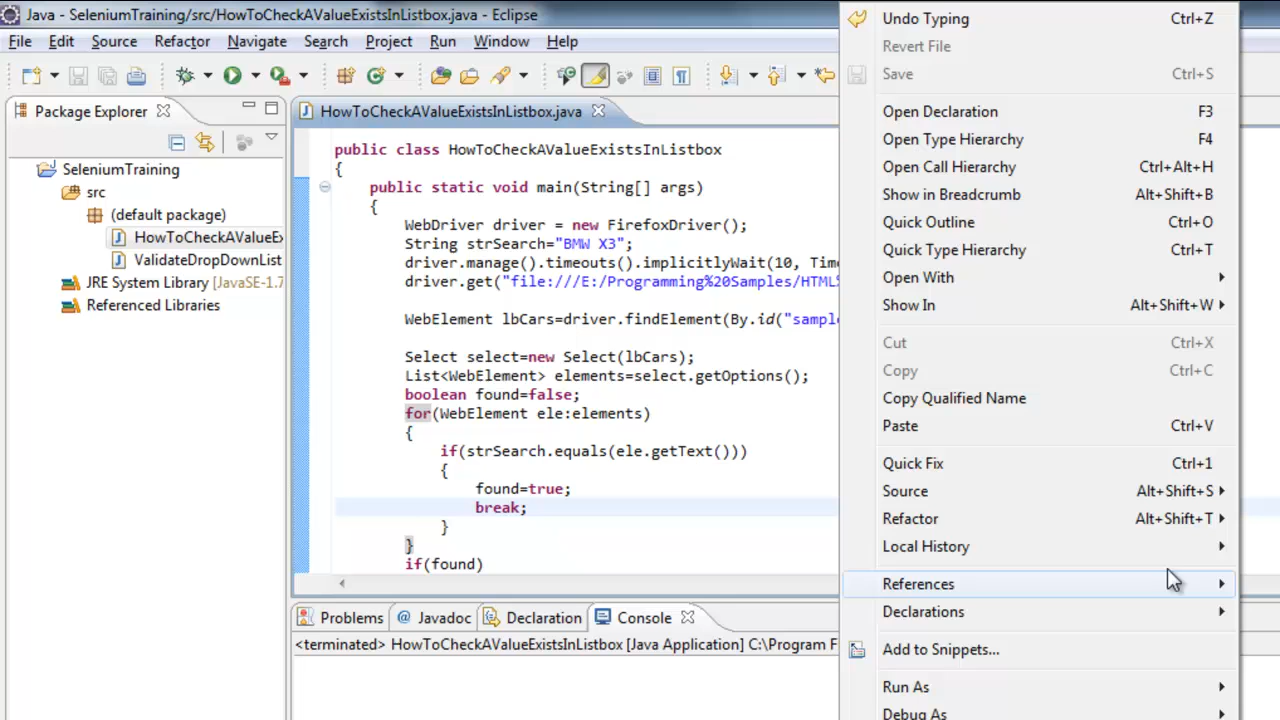 Java - SeleniumTraining/src/HowToCheckAValueExistsInListbox.java - Eclipse
File Edit Source Refactor Navigate Search Project Run Window Help
Package Explorer
SeleniumTraining
src
(default package)
HowToCheckAValueEx
ValidateDropDownList
JRE System Library [JavaSE-1.7
Referenced Libraries
HowToCheckAValueExistsInListbox.java
public class HowToCheckAValueExistsInListbox
{
public static void main(String[] args)
{
WebDriver driver = new FirefoxDriver();
String strSearch="BMW X3";
driver.manage().timeouts().implicitlyWait(10, Tim
driver.get("file:///E:/Programming%20Samples/HTML%
WebElement lbCars=driver.findElement(By.id("sampl
Select select=new Select(lbCars);
List<WebElement> elements=select.getOptions();
boolean found=false;
for(WebElement ele:elements)
{
if(strSearch.equals(ele.getText()))
{
found=true;
break;
}
}
if(found)
Problems Javadoc Declaration Console
<terminated> HowToCheckAValueExistsInListbox [Java Application] C:\Program F
Undo Typing Ctrl+Z
Revert File
Save Ctrl+S
Open Declaration F3
Open Type Hierarchy F4
Open Call Hierarchy Ctrl+Alt+H
Show in Breadcrumb Alt+Shift+B
Quick Outline Ctrl+O
Quick Type Hierarchy Ctrl+T
Open With
Show In Alt+Shift+W
Cut Ctrl+X
Copy Ctrl+C
Copy Qualified Name
Paste Ctrl+V
Quick Fix Ctrl+1
Source Alt+Shift+S
Refactor Alt+Shift+T
Local History
References
Declarations
Add to Snippets...
Run As
Debug As